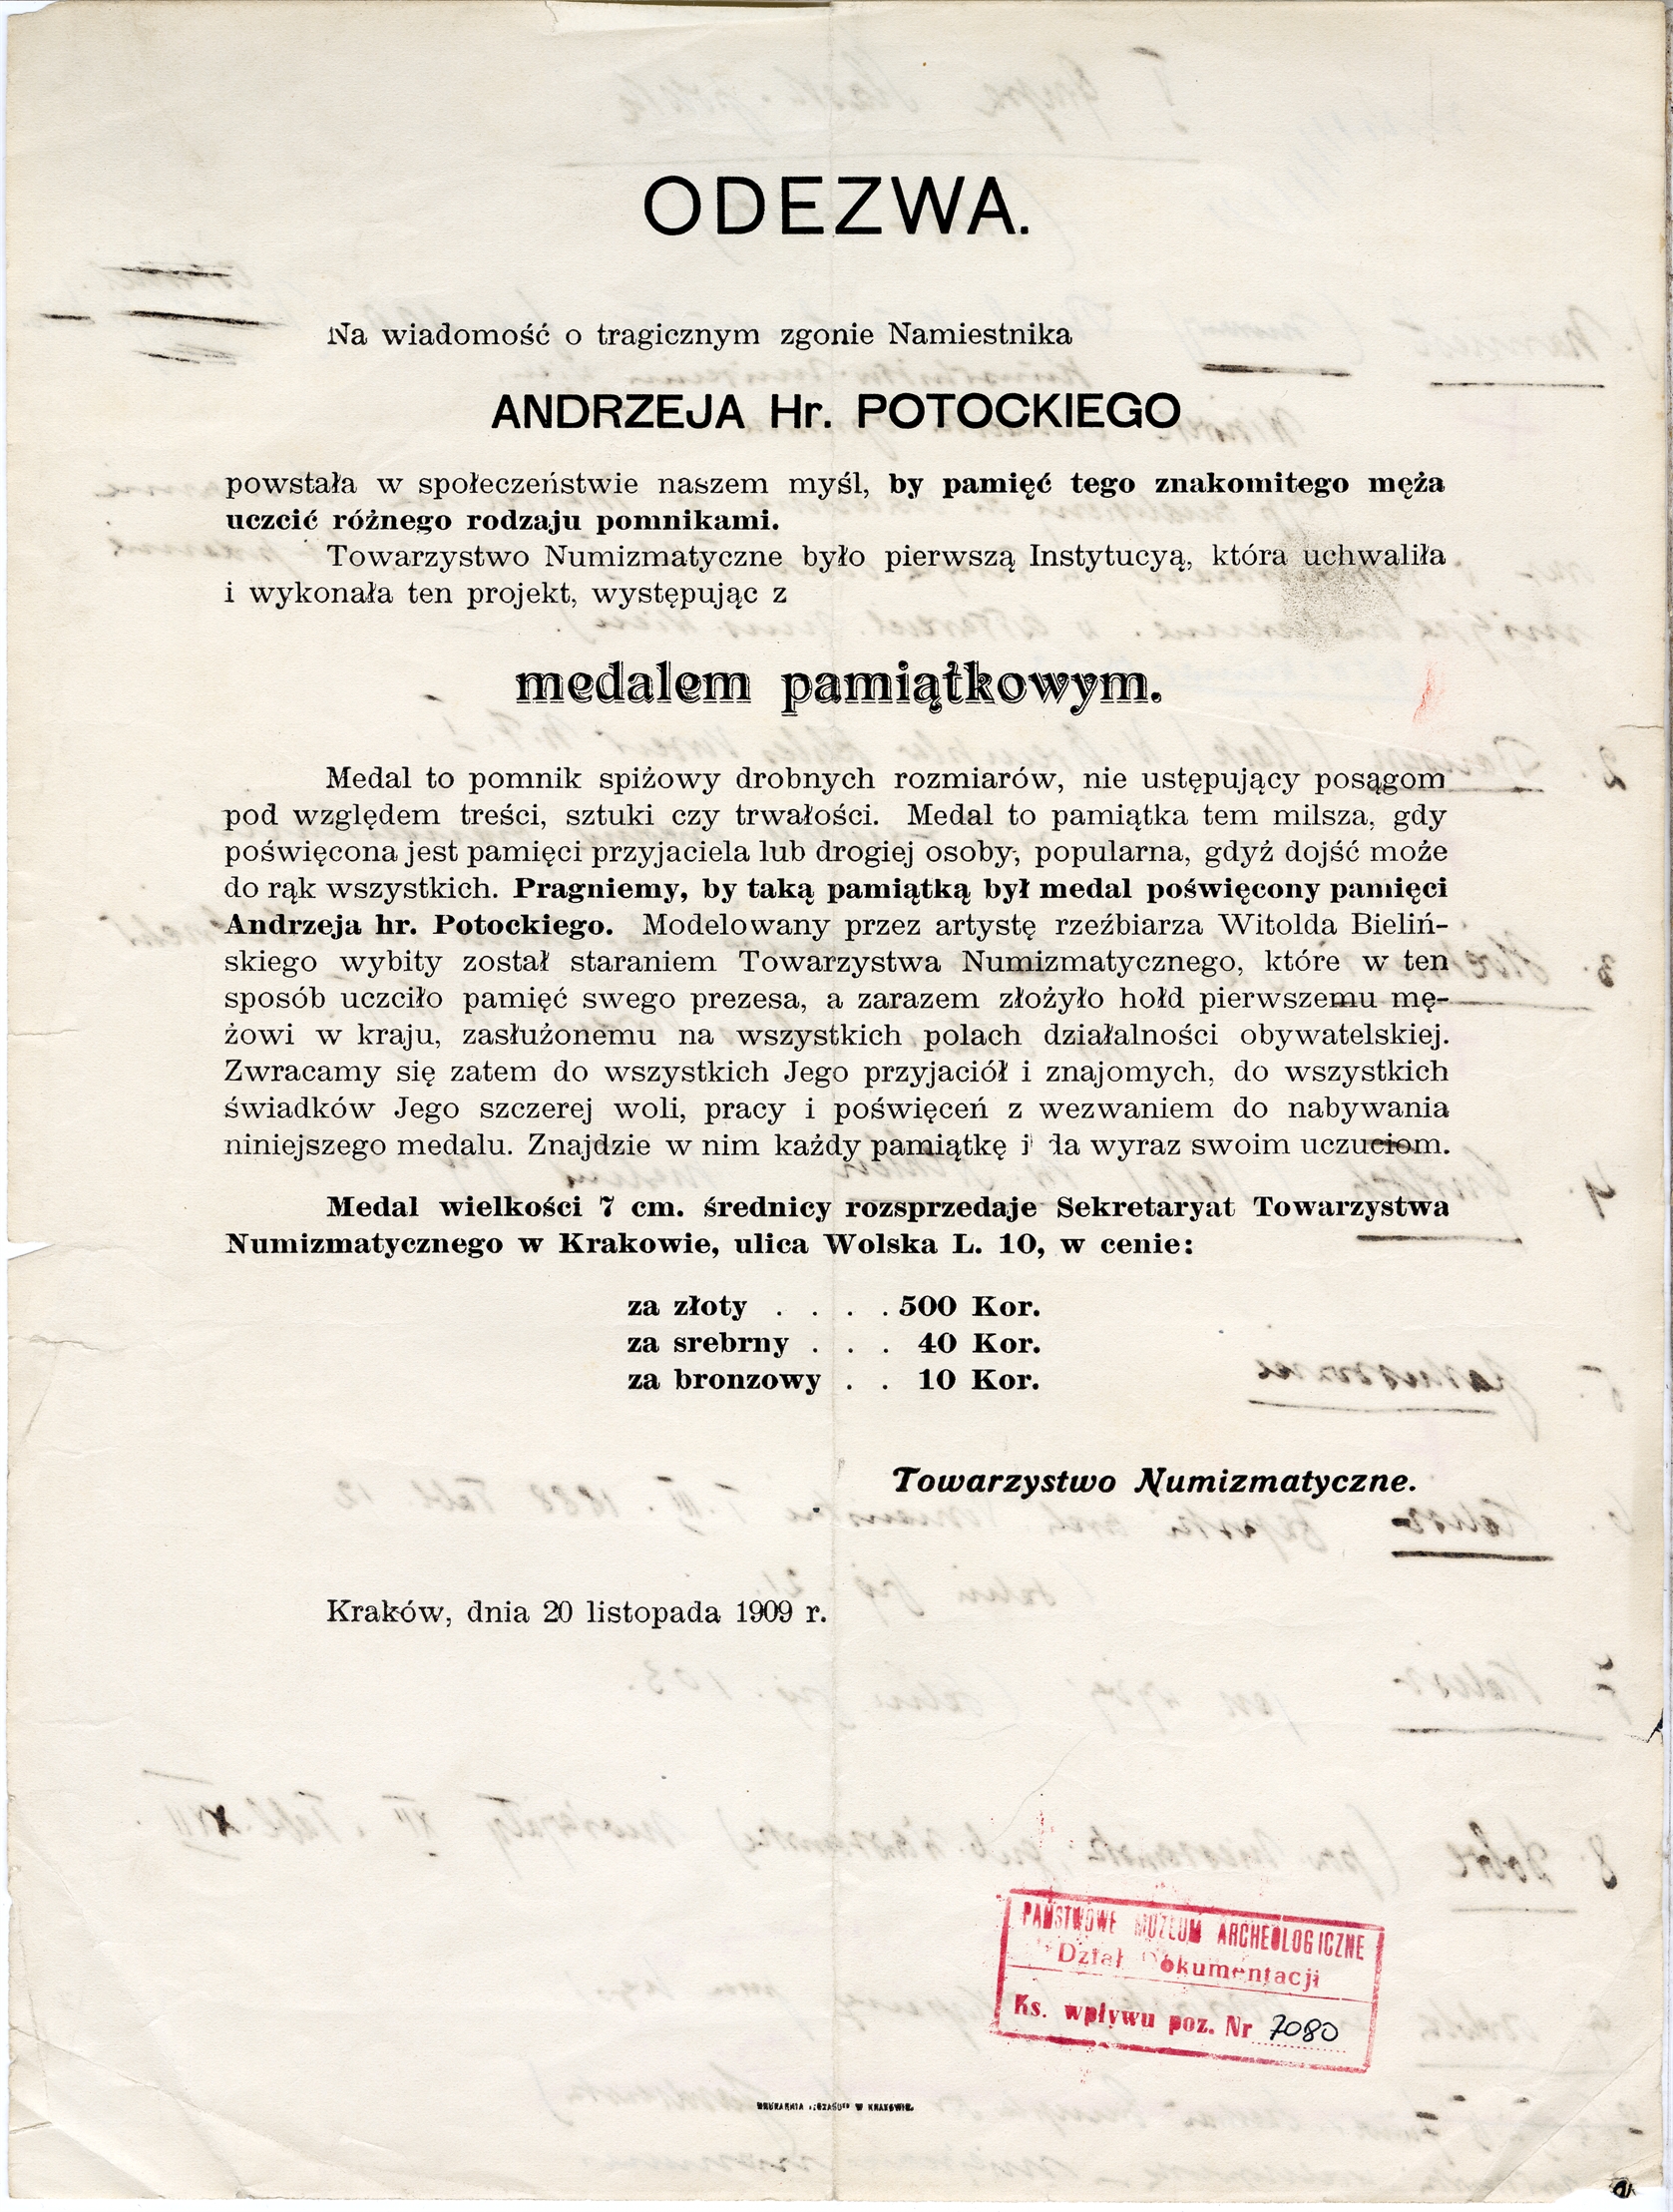 ODEZWA.
Na wiadomość o tragicznym zgonie Namiestnika
ANDRZEJA Hr. POTOCKIEGO
powstała w społeczeństwie naszem myśl, by pamięć tego znakomitego męża
uczcić różnego rodzaju pomnikami.
Towarzystwo Numizmatyczne było pierwszą Instytucyą, która uchwaliła
i wykonała ten projekt, występując z
medalem pamiątkowym.
Medal to pomnik spiżowy drobnych rozmiarów, nie ustępujący posągom
pod względem treści, sztuki czy trwałości. Medal to pamiątka tem milsza, gdy
poświęcona jest pamięci przyjaciela lub drogiej osoby, popularna, gdyż dojść może
do rąk wszystkich. Pragniemy, by taką pamiątką był medal poświęcony pamięci
Andrzeja hr. Potockiego. Modelowany przez artystę rzeźbiarza Witolda Bieliń-
skiego wybity został staraniem Towarzystwa Numizmatycznego, które w ten
sposób uczciło pamięć swego prezesa, a zarazem złożyło hołd pierwszemu mę-
żowi w kraju, zasłużonemu na wszystkich polach działalności obywatelskiej.
Zwracamy się zatem do wszystkich Jego przyjaciół i znajomych, do wszystkich
świadków Jego szczerej woli, pracy i poświęceń z wezwaniem do nabywania
niniejszego medalu. Znajdzie w nim każdy pamiątkę i da wyraz swoim uczuciom.
Medal wielkości 7 cm. średnicy rozsprzedaje Sekretaryat Towarzystwa
Numizmatycznego w Krakowie, ulica Wolska L. 10, w cenie:
za złoty . . . . 500 Kor.
za srebrny . . . 40 Kor.
za bronzowy . . 10 Kor.
Towarzystwo Numizmatyczne.
Kraków, dnia 20 listopada 1909 r.
PAŃSTWOWE MUZEUM ARCHEOLOGICZNE
Dział Dokumentacji
Ks. wpływu poz. Nr 7080
DRUKARNIA „CZASU" W KRAKOWIE.